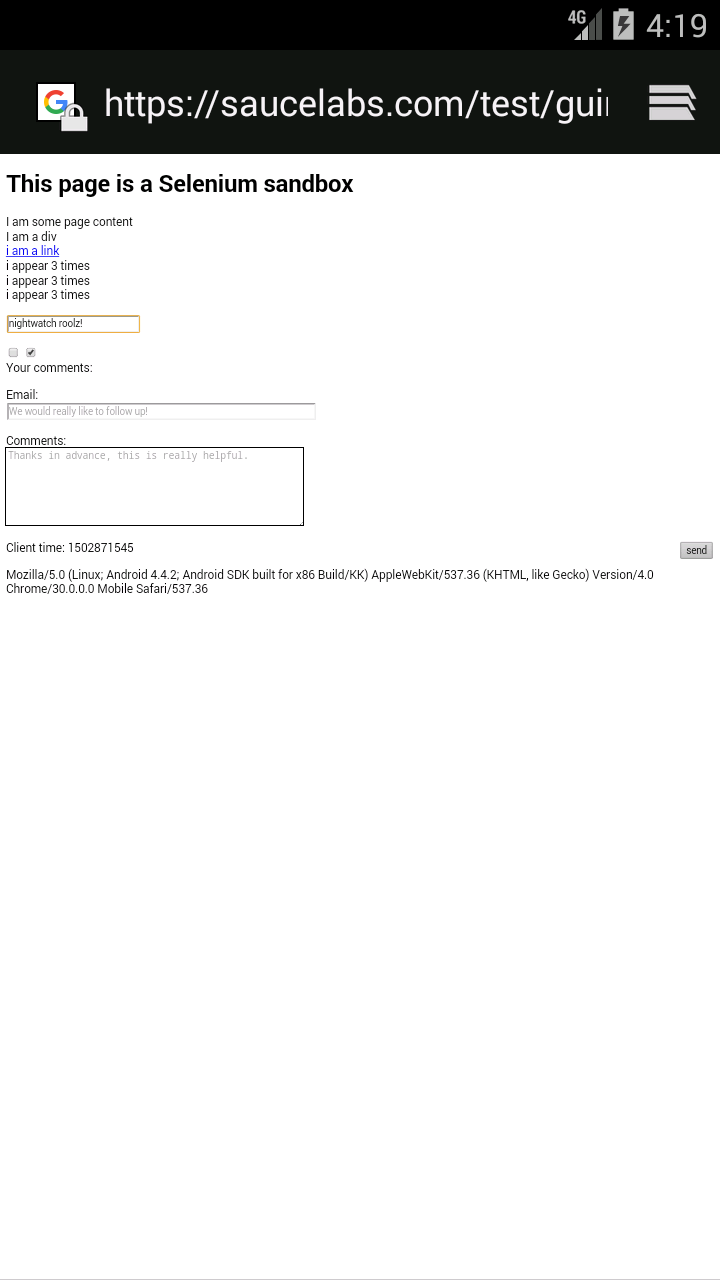 4G 4:19
https://saucelabs.com/test/gui
This page is a Selenium sandbox
I am some page content
I am a div
i am a link
i appear 3 times
i appear 3 times
i appear 3 times
nightwatch roolz!
Your comments:
Email:
We would really like to follow up!
Comments:
Thanks in advance, this is really helpful.
Client time: 1502871545
send
Mozilla/5.0 (Linux; Android 4.4.2; Android SDK built for x86 Build/KK) AppleWebKit/537.36 (KHTML, like Gecko) Version/4.0
Chrome/30.0.0.0 Mobile Safari/537.36